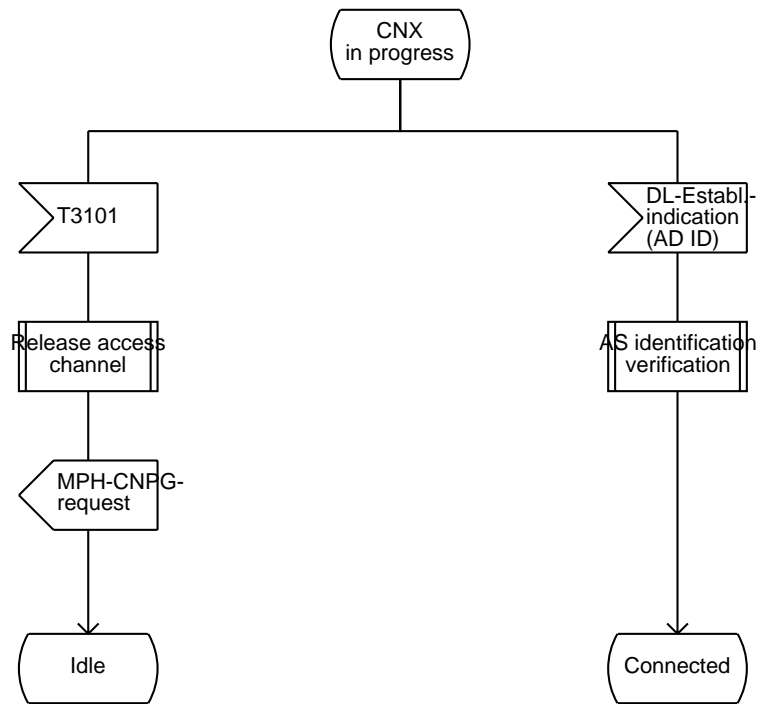 CNX
in progress
T3101
DL-Establ.-
indication
(AD ID)
Release access
channel
AS identification
verification
MPH-CNPG-
request
Idle
Connected